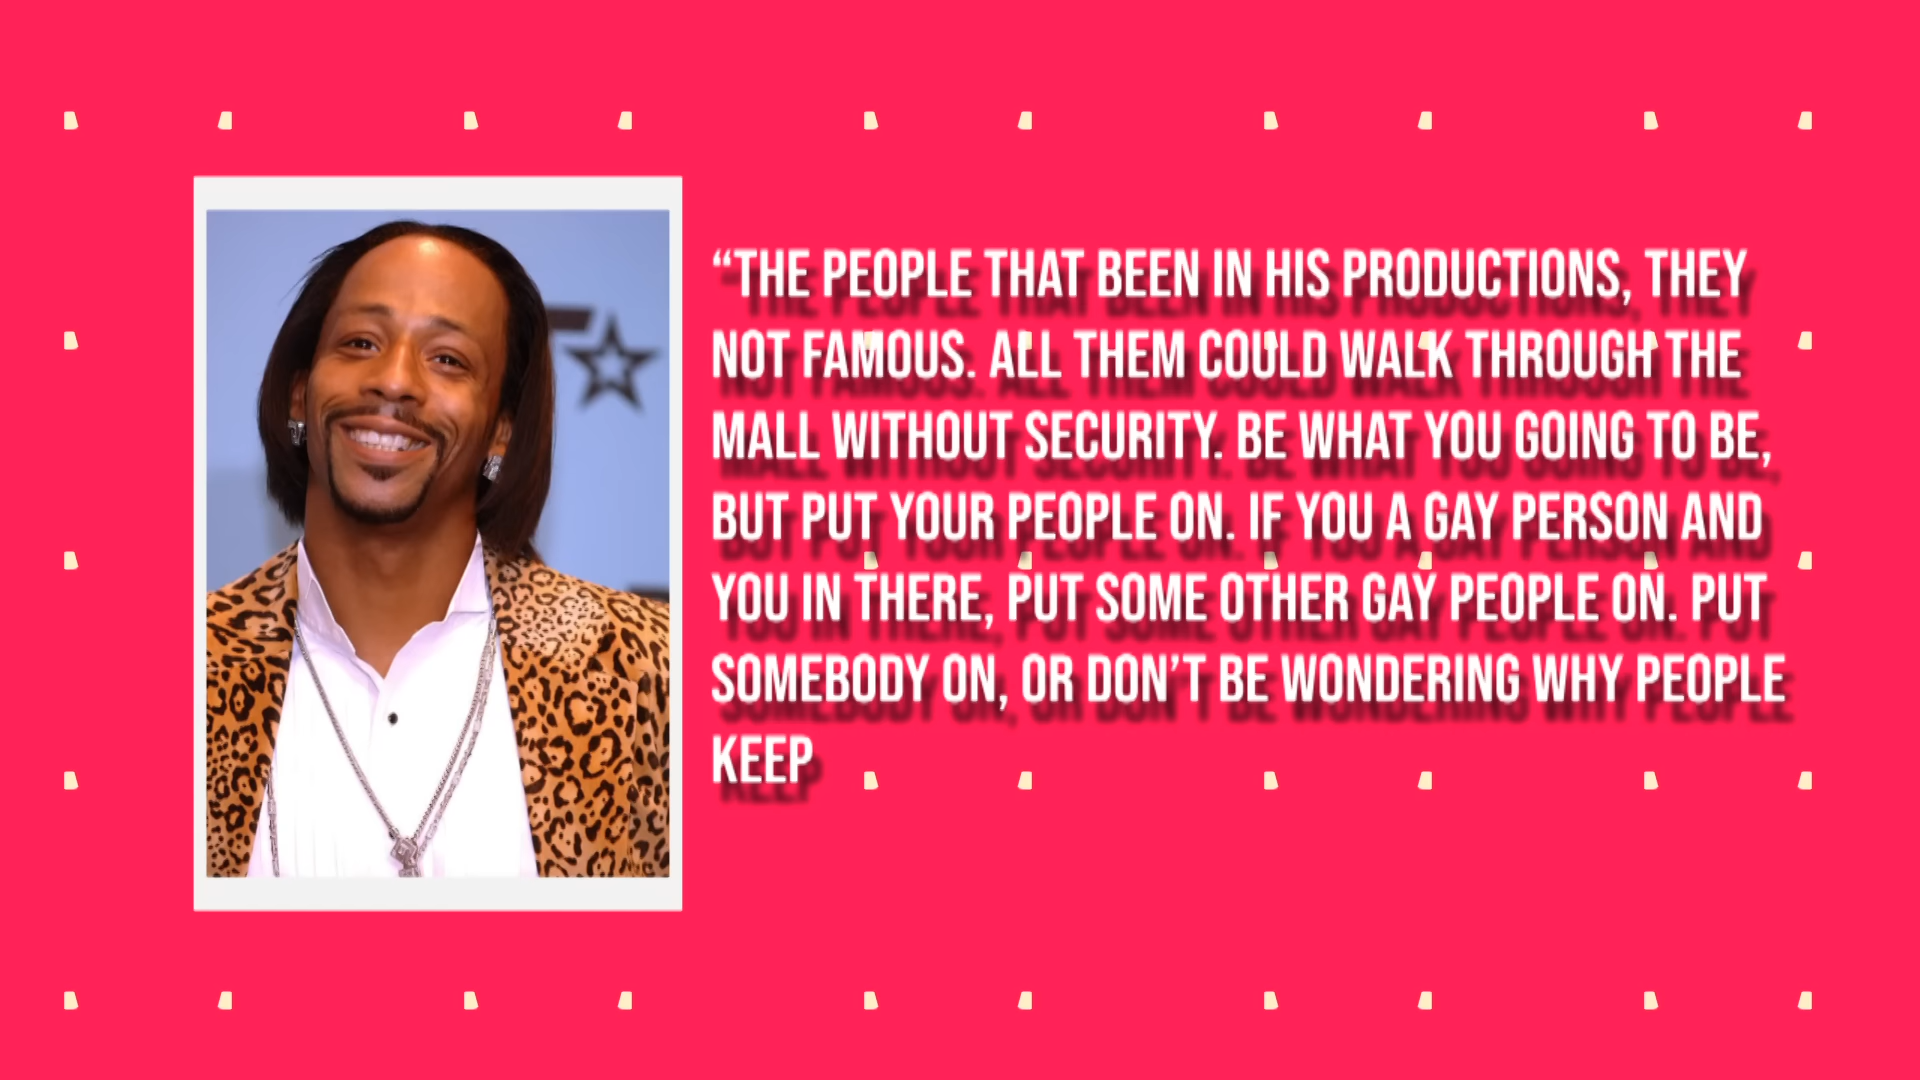 “THE PEOPLE THAT BEEN IN HIS PRODUCTIONS, THEY
NOT FAMOUS. ALL THEM COULD WALK THROUGH THE
MALL WITHOUT SECURITY. BE WHAT YOU GOING TO BE,
BUT PUT YOUR PEOPLE ON. IF YOU A GAY PERSON AND
YOU IN THERE, PUT SOME OTHER GAY PEOPLE ON. PUT
SOMEBODY ON, OR DON’T BE WONDERING WHY PEOPLE
KEEP